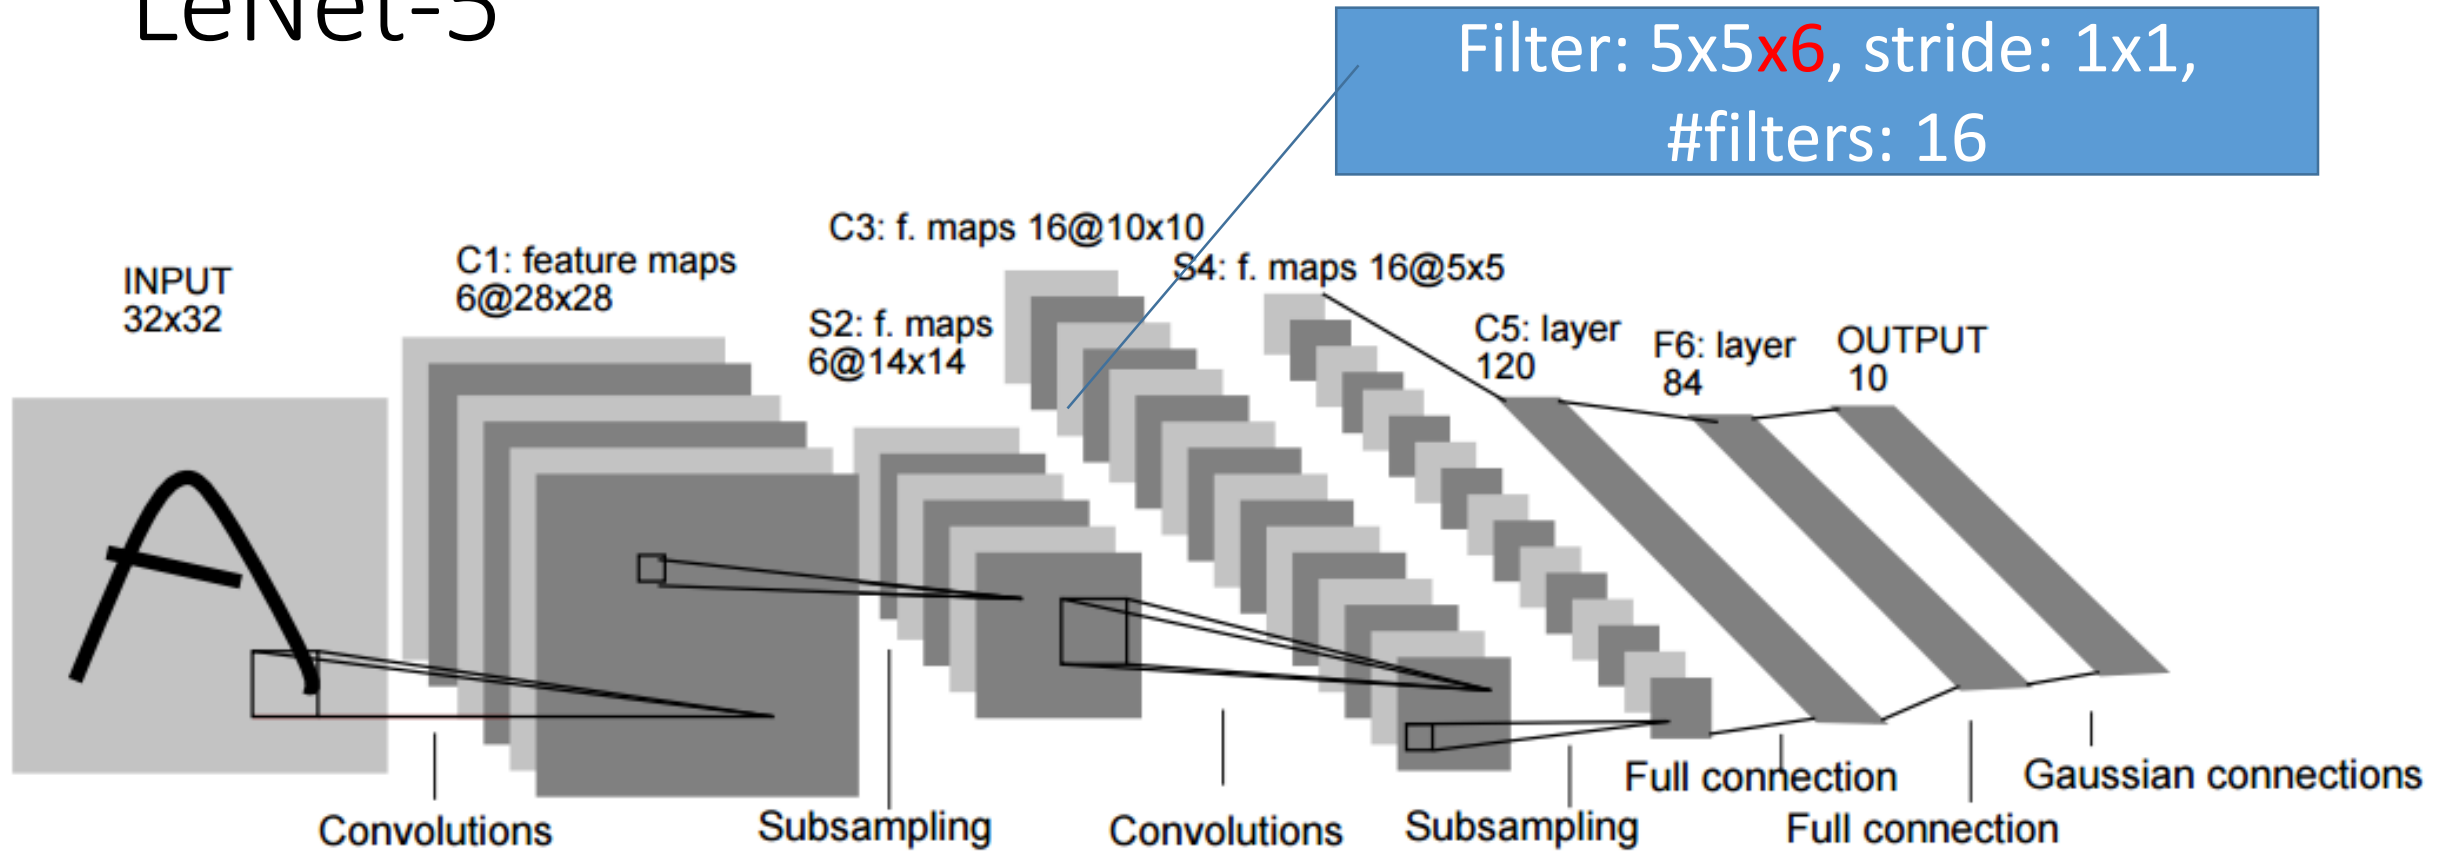 LeNet-5
Filter: 5x5x6, stride: 1x1,
#filters: 16
INPUT
32x32
C1: feature maps
6@28x28
S2: f. maps
6@14x14
C3: f. maps 16@10x10
S4: f. maps 16@5x5
C5: layer
120
F6: layer
84
OUTPUT
10
Convolutions
Subsampling
Convolutions
Subsampling
Full connection
Full connection
Gaussian connections